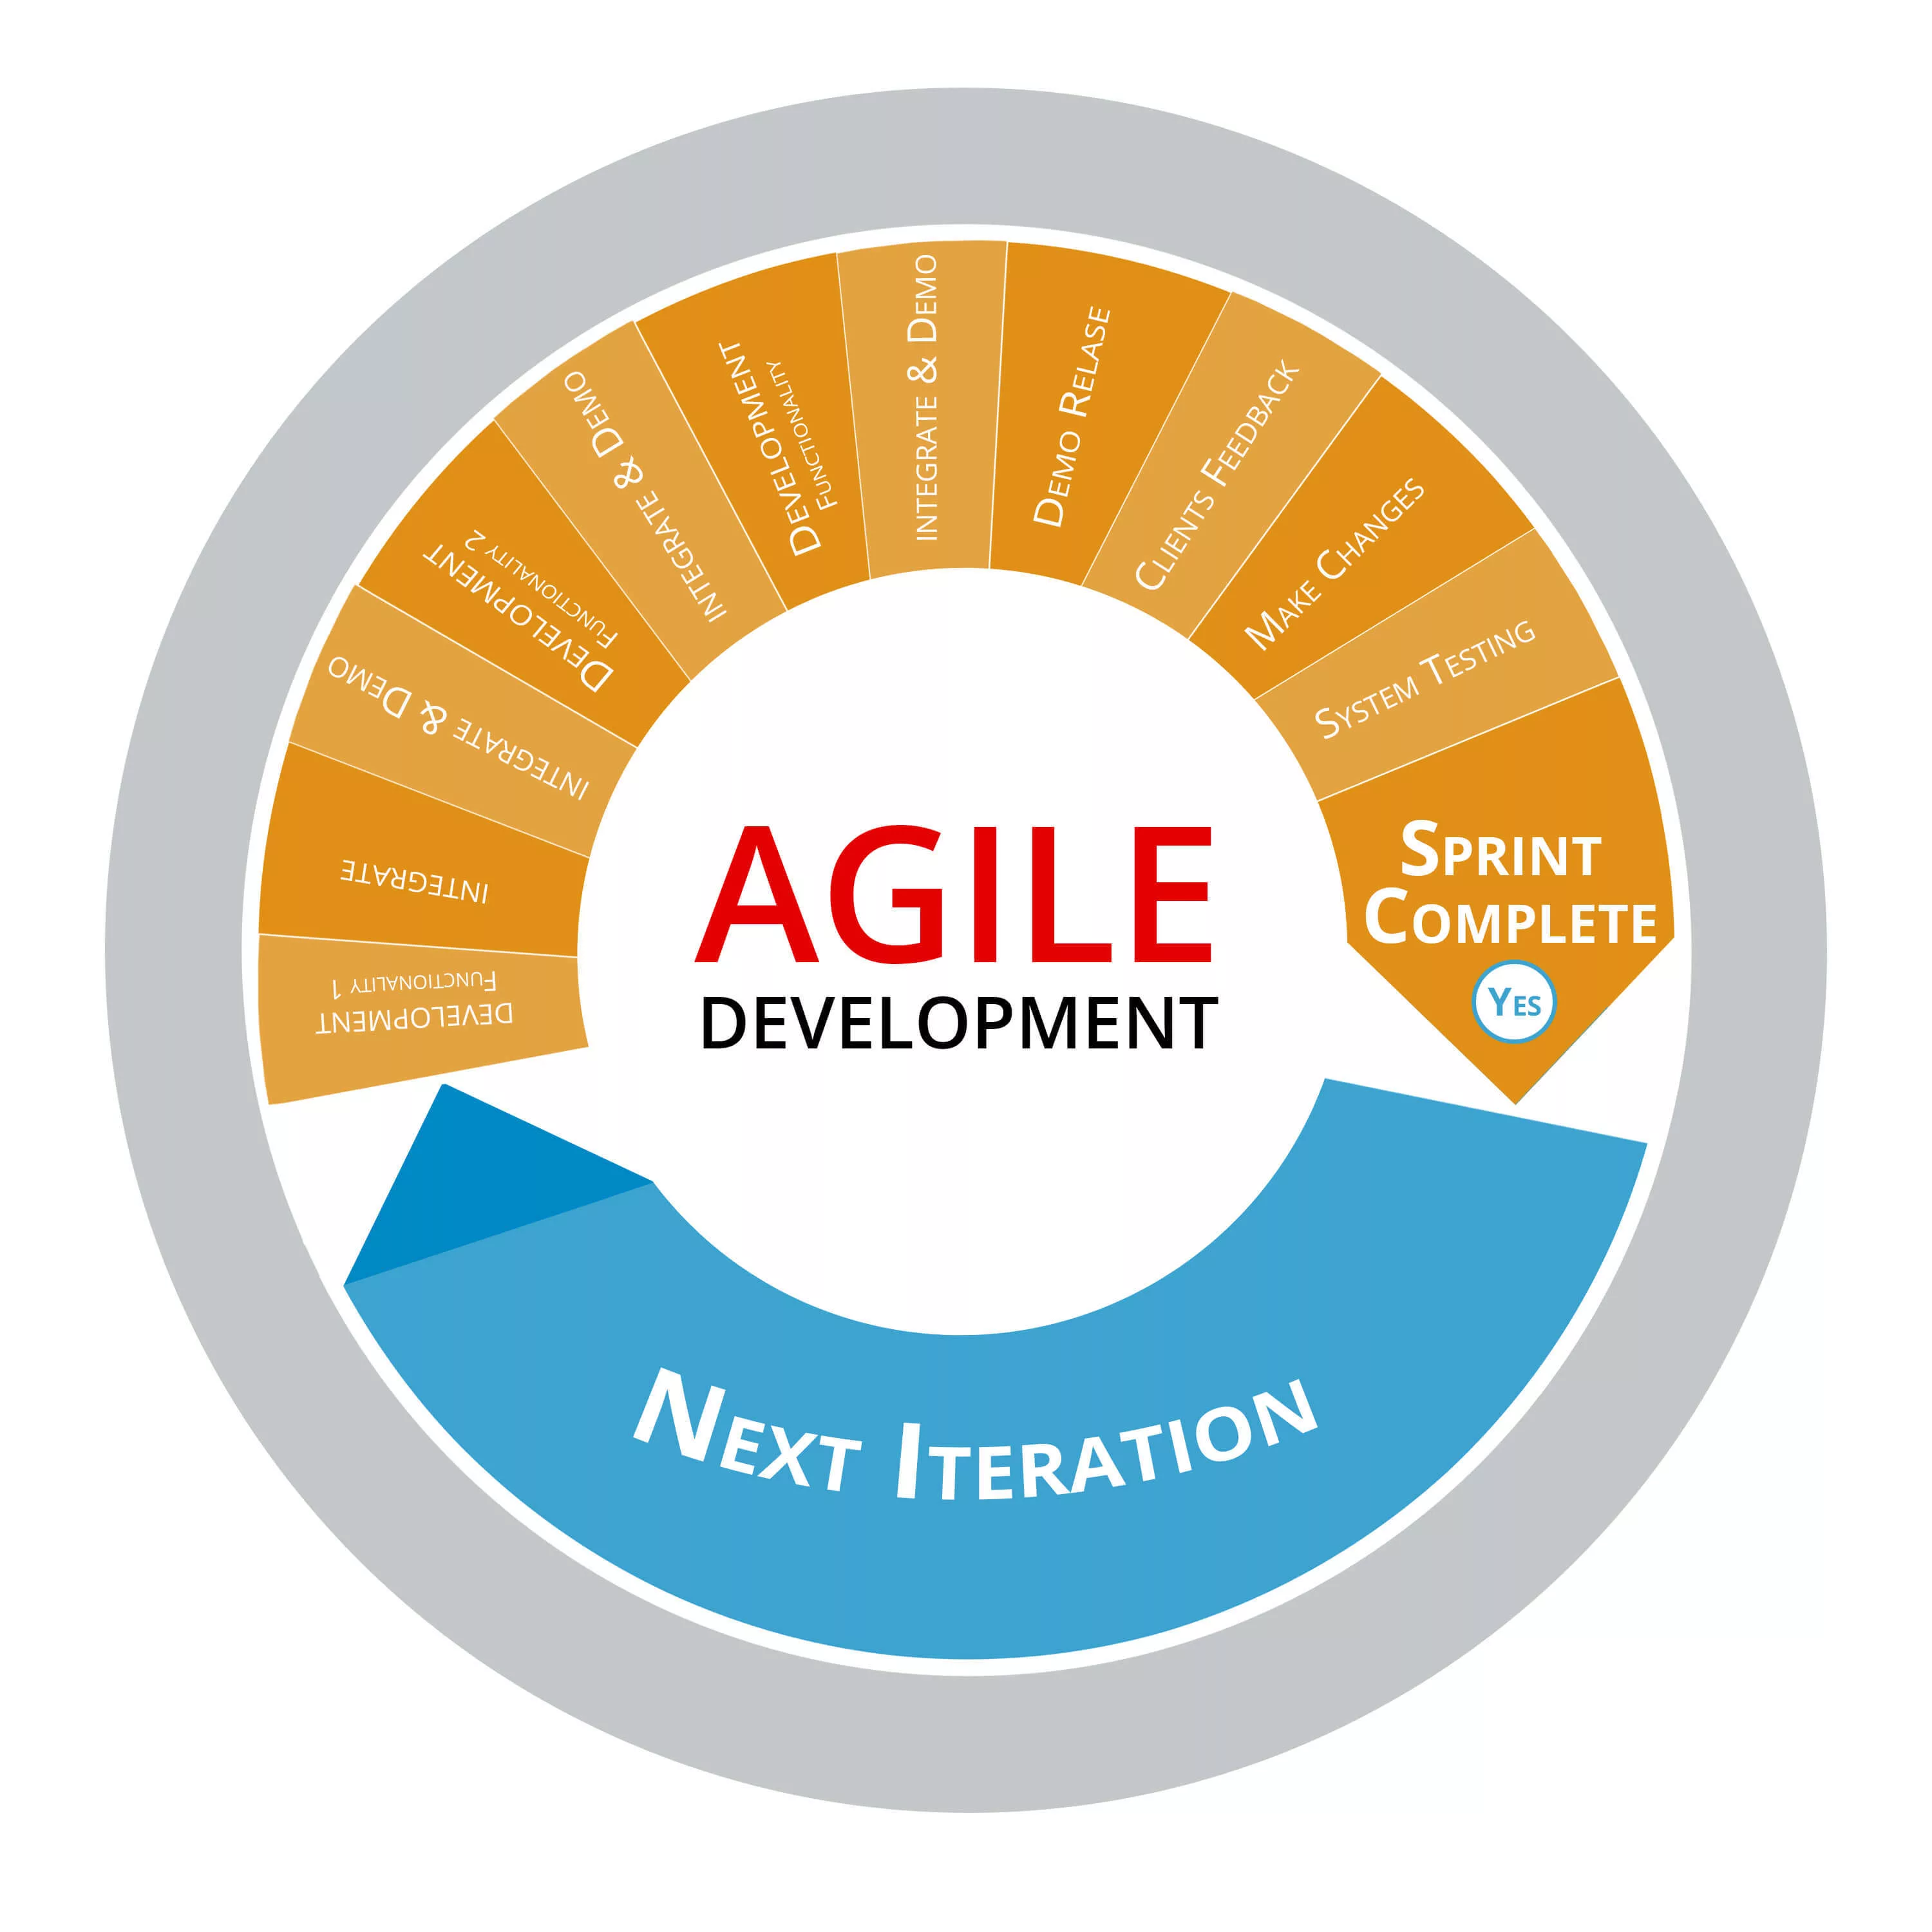 AGILE
DEVELOPMENT
DEVELOPMENT
FUNCTIONALITY 1
INTEGRATE
INTEGRATE & DEMO
DEVELOPMENT
FUNCTIONALITY 2
INTEGRATE & DEMO
DEVELOPMENT
FUNCTIONALITY
INTEGRATE & DEMO
DEMO RELEASE
CLIENTS FEEDBACK
MAKE CHANGES
SYSTEM TESTING
SPRINT
COMPLETE
YES
NEXT ITERATION